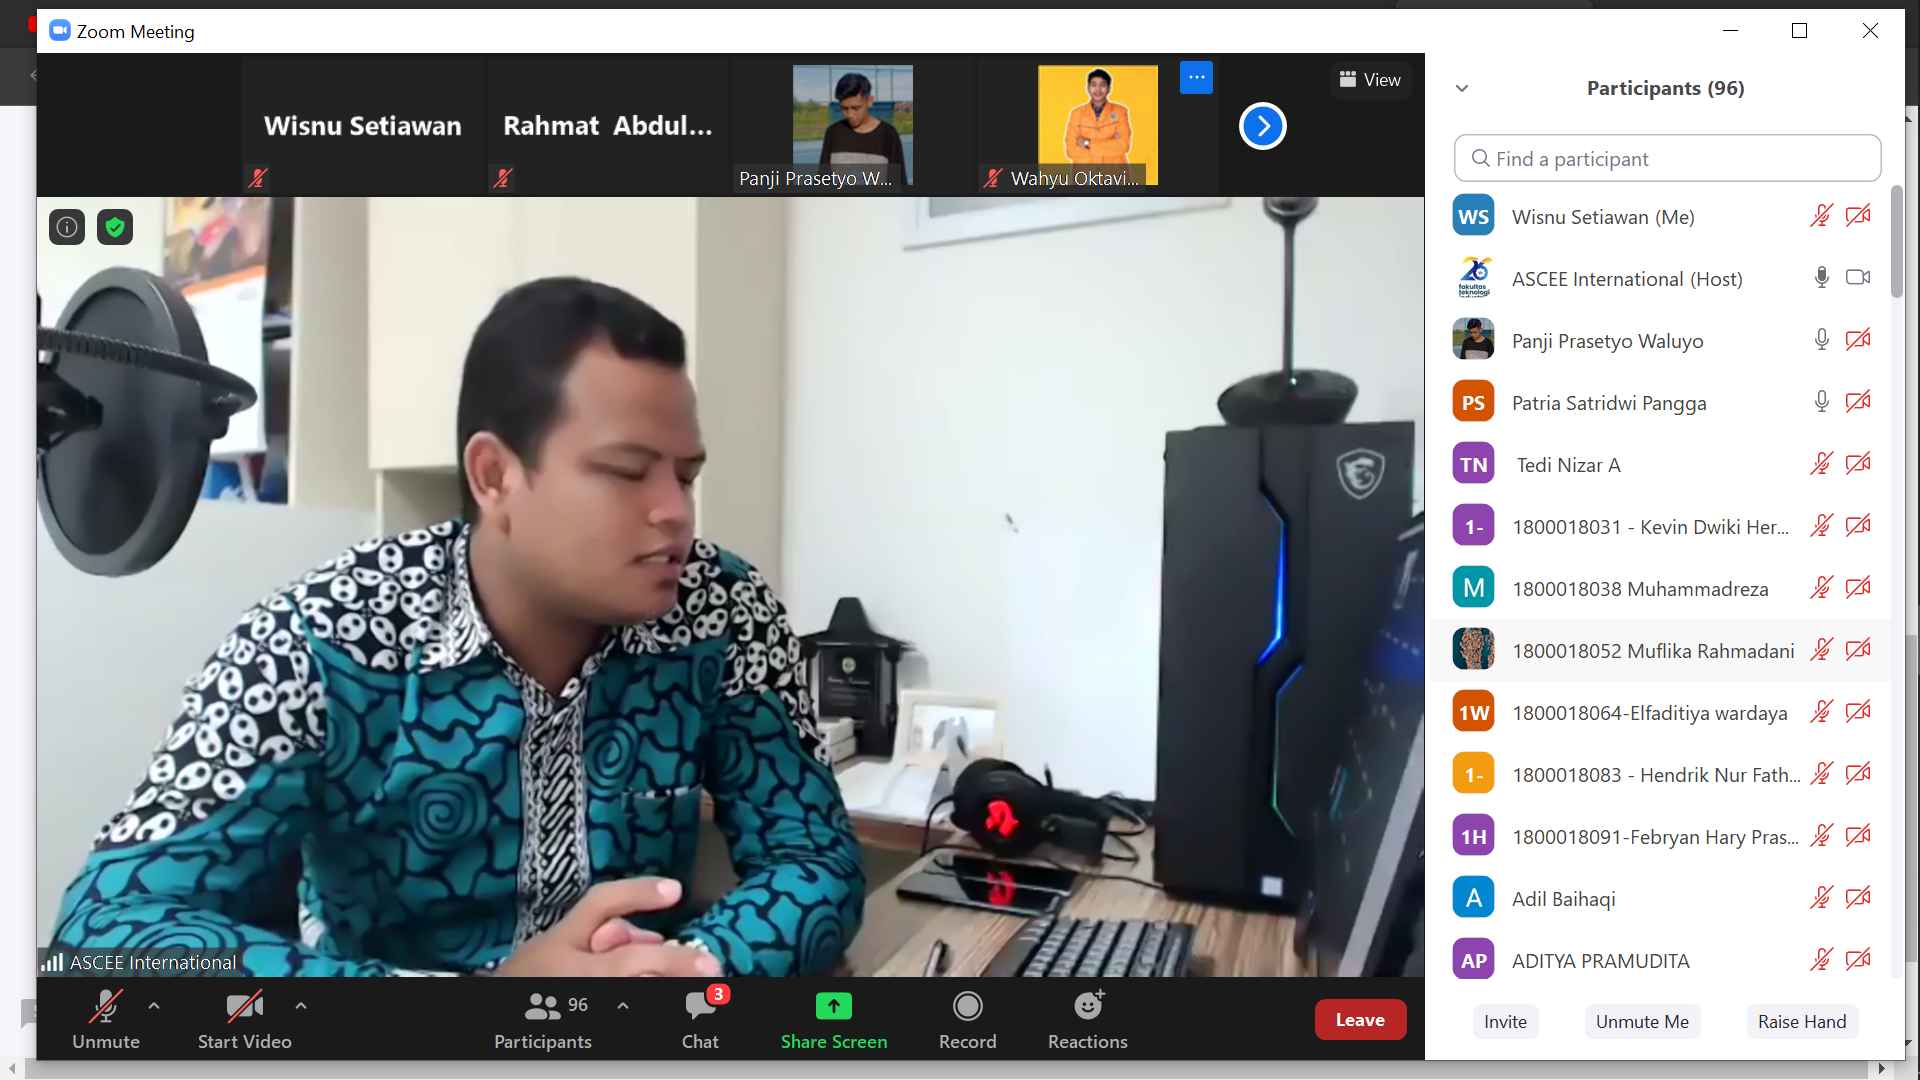 Zoom Meeting
Wisnu Setiawan
Rahmat Abdul...
Panji Prasetyo W...
Wahyu Oktavi...
View
ASCEE International
Unmute
Start Video
96
Participants
3
Chat
Share Screen
Record
Reactions
Leave
Participants (96)
Find a participant
WS Wisnu Setiawan (Me)
fakultas
teknologi
ASCEE International (Host)
Panji Prasetyo Waluyo
PS Patria Satridwi Pangga
TN Tedi Nizar A
1- 1800018031 - Kevin Dwiki Her...
M 1800018038 Muhammadreza
1800018052 Muflika Rahmadani
1W 1800018064-Elfaditiya wardaya
1- 1800018083 - Hendrik Nur Fath...
1H 1800018091-Febryan Hary Pras...
A Adil Baihaqi
AP ADITYA PRAMUDITA
Invite
Unmute Me
Raise Hand